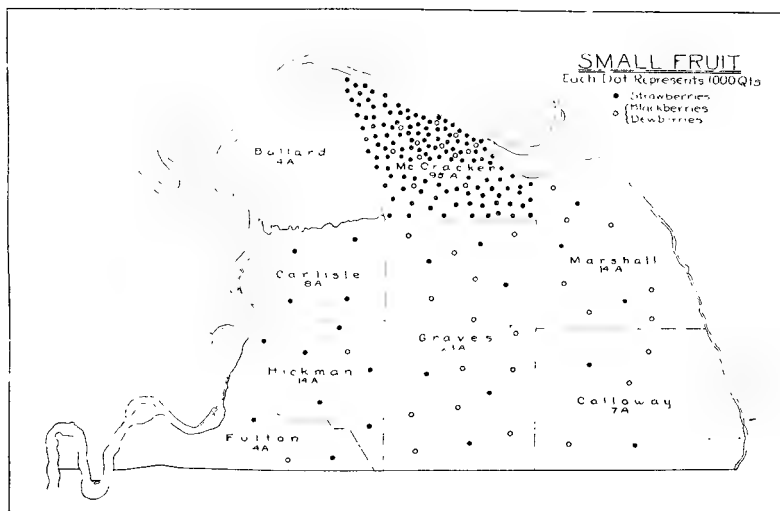 SMALL FRUIT
Each Dot Represents 1000 Qts
Strawberries
Blackberries
Dewberries
Ballard
4A
McCracken
95A
Carlisle
8A
Marshall
14A
Graves
Hickman
14A
Calloway
7A
Fulton
4A